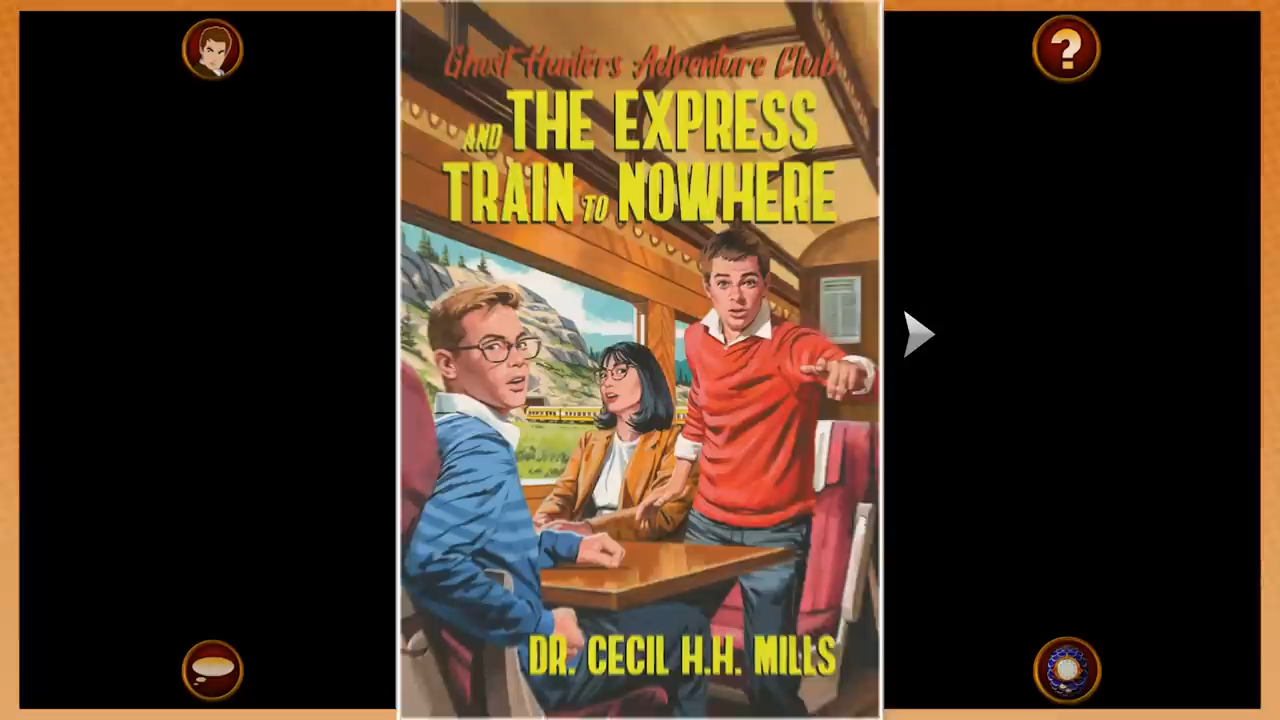 Ghost Hunters Adventure Club
AND THE EXPRESS
TRAIN TO NOWHERE
DR. CECIL H.H. MILLS
?